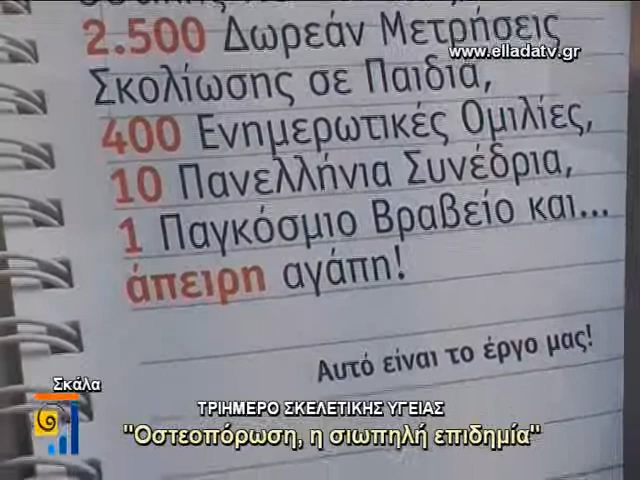 2.500 Δωρεάν Μετρήσεις
www.elladatv.gr
Σκολίωσης σε Παιδιά,
400 Ενημερωτικές Ομιλίες,
10 Πανελλήνια Συνέδρια,
1 Παγκόσμιο Βραβείο και...
άπειρη αγάπη!
Αυτό είναι το έργο μας!
Σκάλα
ΤΡΙΗΜΕΡΟ ΣΚΕΛΕΤΙΚΗΣ ΥΓΕΙΑΣ
"Οστεοπόρωση, η σιωπηλή επιδημία"